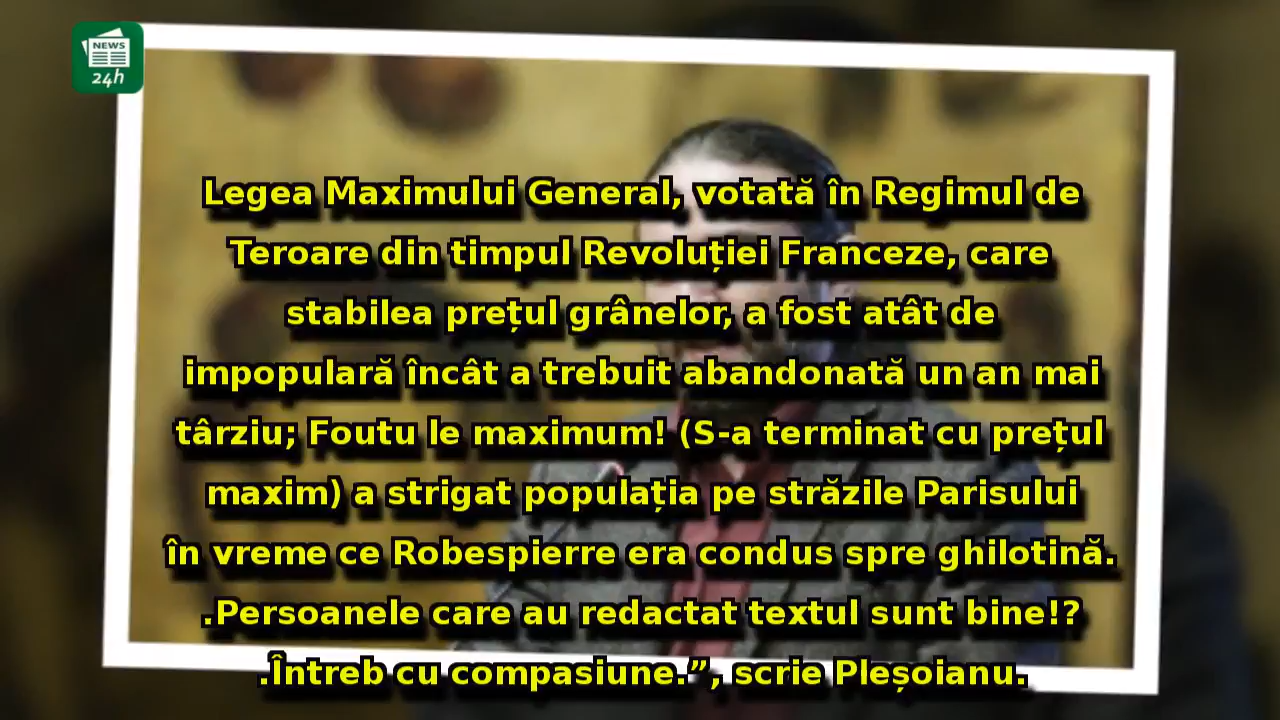 NEWS
24h
Legea Maximului General, votată în Regimul de
Teroare din timpul Revoluției Franceze, care
stabilea prețul grânelor, a fost atât de
impopulară încât a trebuit abandonată un an mai
târziu; Foutu le maximum! (S-a terminat cu prețul
maxim) a strigat populația pe străzile Parisului
în vreme ce Robespierre era condus spre ghilotină.
.Persoanele care au redactat textul sunt bine!?
.Întreb cu compasiune.”, scrie Pleșoianu.